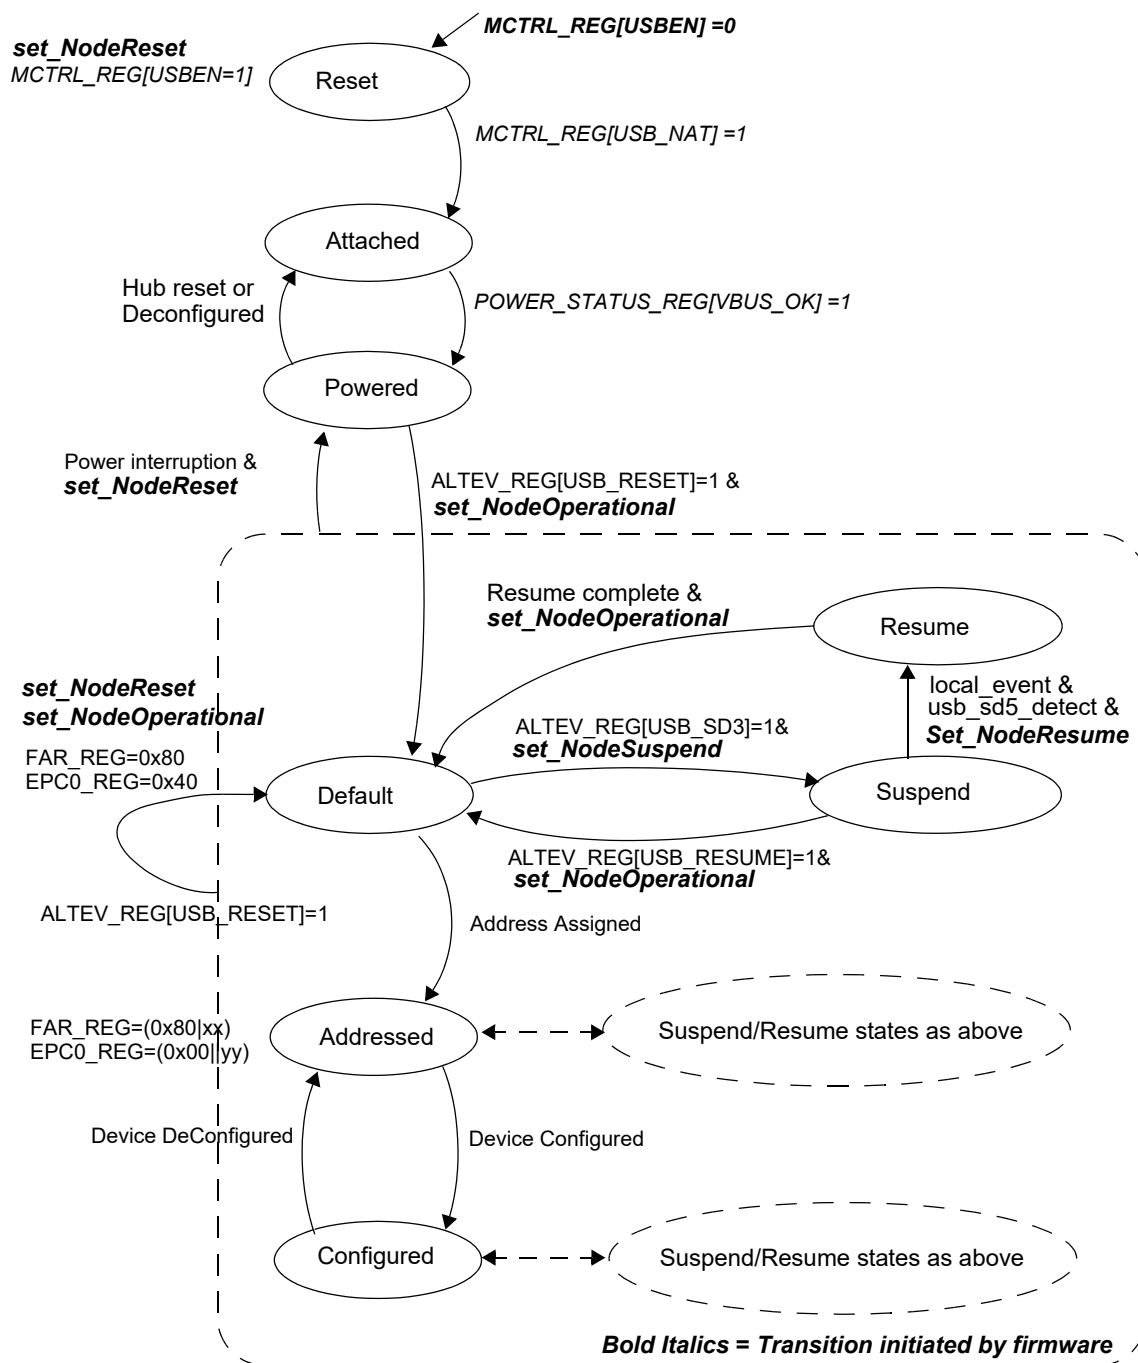 MCTRL_REG[USBEN] =0
set_NodeReset
MCTRL_REG[USBEN=1]
Reset
MCTRL_REG[USB_NAT] =1
Attached
Hub reset or
Deconfigured
POWER_STATUS_REG[VBUS_OK] =1
Powered
Power interruption &
set_NodeReset
ALTEV_REG[USB_RESET]=1 &
set_NodeOperational
Resume complete &
set_NodeOperational
Resume
local_event &
usb_sd5_detect &
Set_NodeResume
set_NodeReset
set_NodeOperational
FAR_REG=0x80
EPC0_REG=0x40
ALTEV_REG[USB_SD3]=1&
set_NodeSuspend
Default
Suspend
ALTEV_REG[USB_RESUME]=1&
set_NodeOperational
ALTEV_REG[USB_RESET]=1
Address Assigned
FAR_REG=(0x80|xx)
EPC0_REG=(0x00||yy)
Addressed
Suspend/Resume states as above
Device DeConfigured
Device Configured
Configured
Suspend/Resume states as above
Bold Italics = Transition initiated by firmware